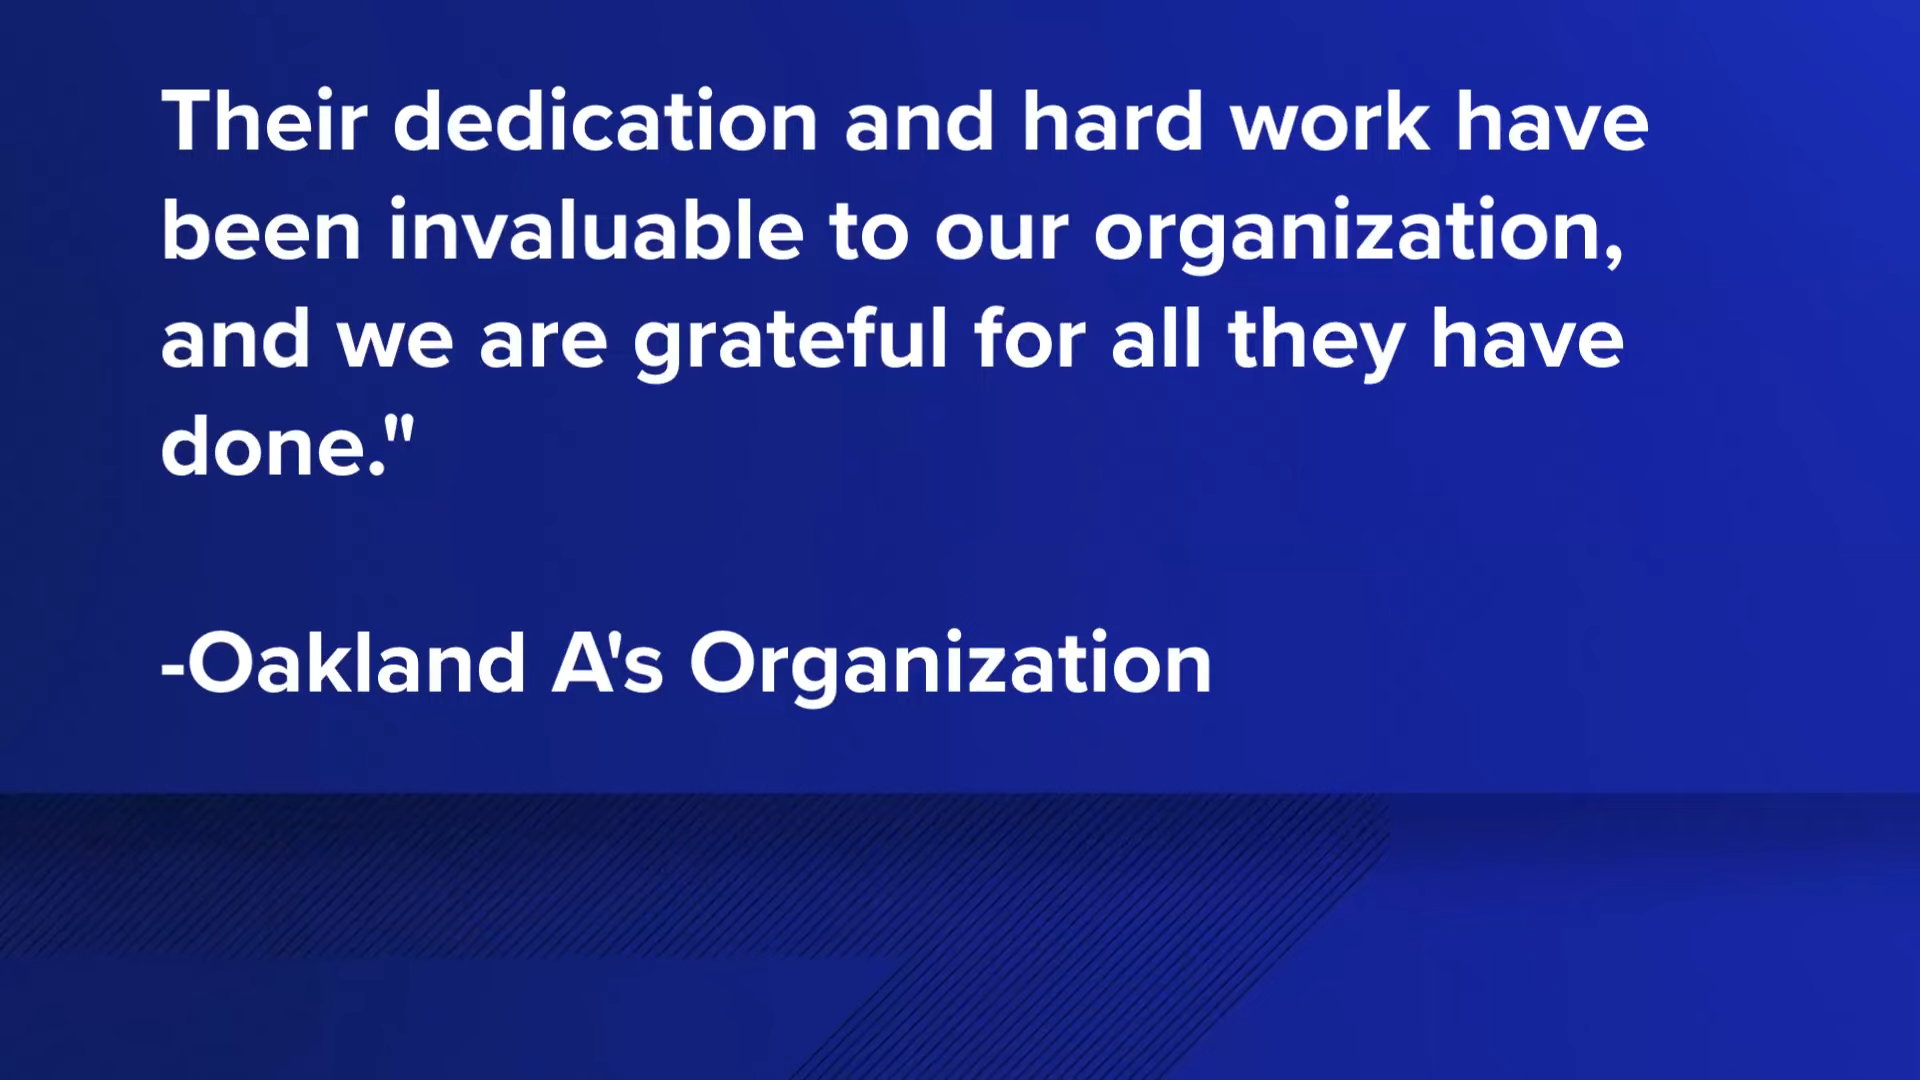 Their dedication and hard work have
been invaluable to our organization,
and we are grateful for all they have
done."
-Oakland A's Organization